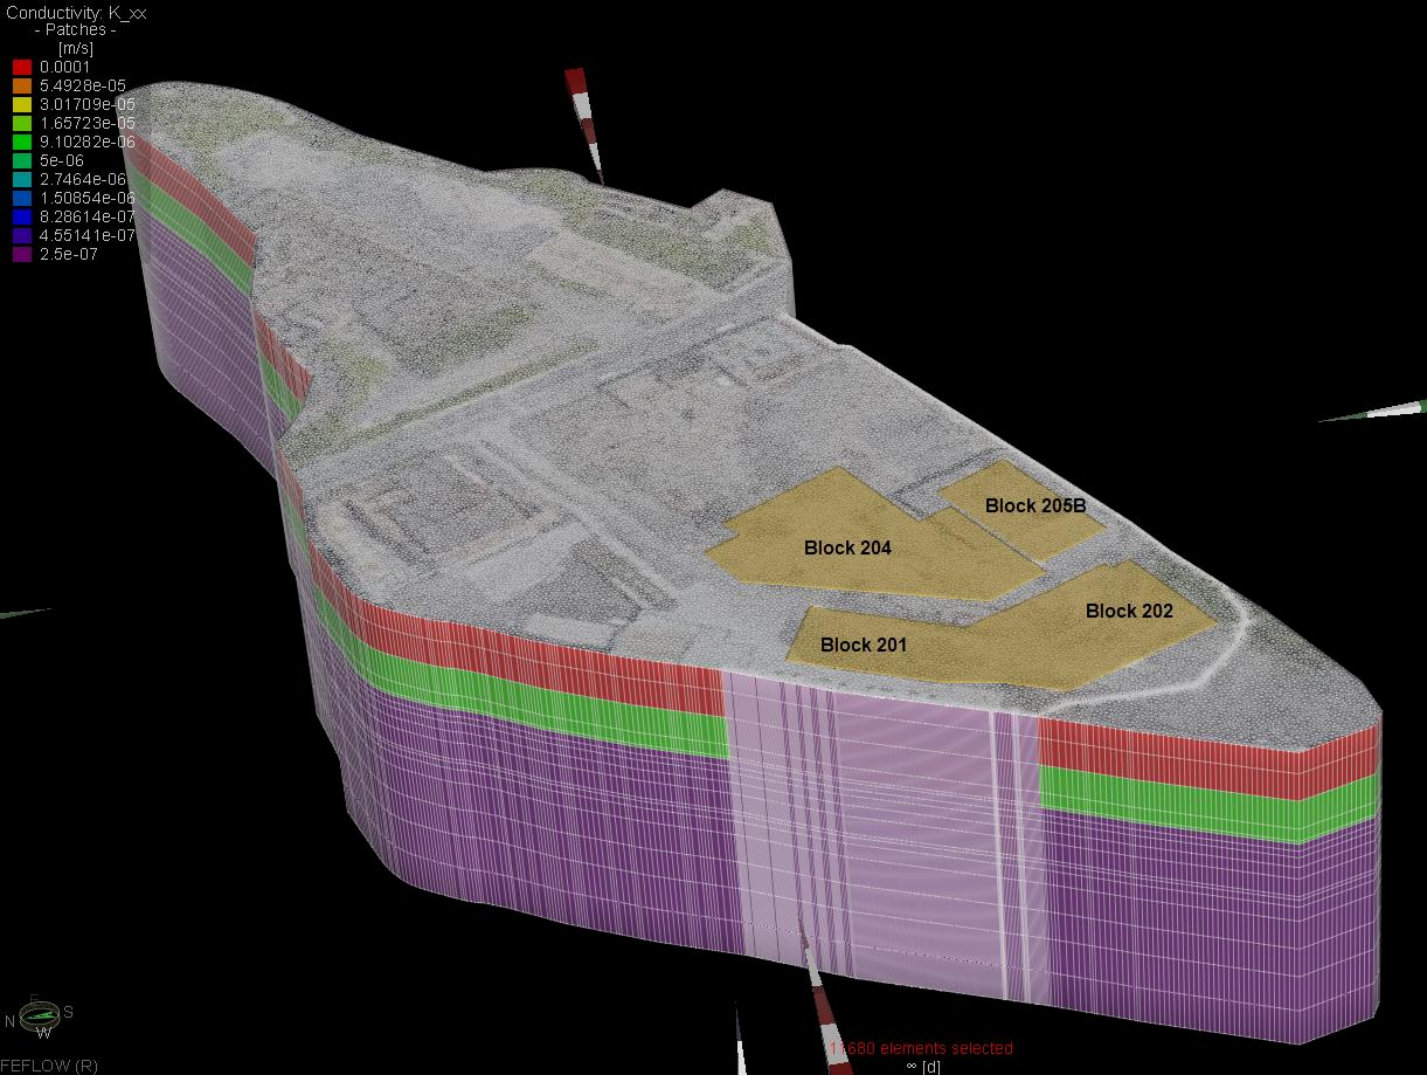 Conductivity: K_xx
- Patches -
[m/s]
0.0001
5.4928e-05
3.01709e-05
1.65723e-05
9.10282e-06
5e-06
2.7464e-06
1.50854e-06
8.28614e-07
4.55141e-07
2.5e-07
Block 205B
Block 204
Block 202
Block 201
E
N S
W
11680 elements selected
FEFLOW (R)
∞ [d]